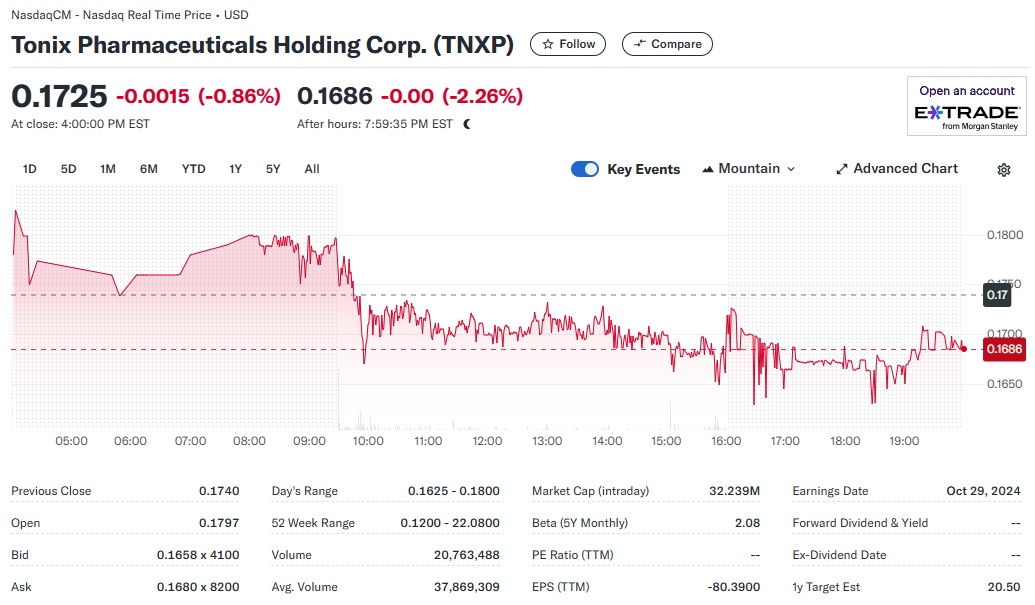 NasdaqCM - Nasdaq Real Time Price • USD
Tonix Pharmaceuticals Holding Corp. (TNXP)
Follow
Compare
0.1725 -0.0015 (-0.86%)
At close: 4:00:00 PM EST
0.1686 -0.00 (-2.26%)
After hours: 7:59:35 PM EST
Open an account
E*TRADE
from Morgan Stanley
1D 5D 1M 6M YTD 1Y 5Y All
Key Events Mountain Advanced Chart
0.1800
0.1750
0.17
0.1700
0.1686
0.1650
05:00 06:00 07:00 08:00 09:00 10:00 11:00 12:00 13:00 14:00 15:00 16:00 17:00 18:00 19:00
Previous Close 0.1740
Open 0.1797
Bid 0.1658 x 4100
Ask 0.1680 x 8200
Day's Range 0.1625 - 0.1800
52 Week Range 0.1200 - 22.0800
Volume 20,763,488
Avg. Volume 37,869,309
Market Cap (intraday) 32.239M
Beta (5Y Monthly) 2.08
PE Ratio (TTM) --
EPS (TTM) -80.3900
Earnings Date Oct 29, 2024
Forward Dividend & Yield --
Ex-Dividend Date --
1y Target Est 20.50